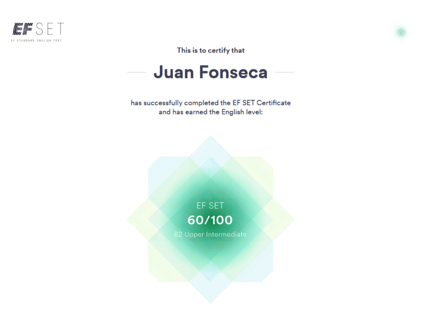 EF SET
EF STANDARD ENGLISH TEST
This is to certify that
Juan Fonseca
has successfully completed the EF SET Certificate
and has earned the English level:
EF SET
60/100
B2 Upper Intermediate